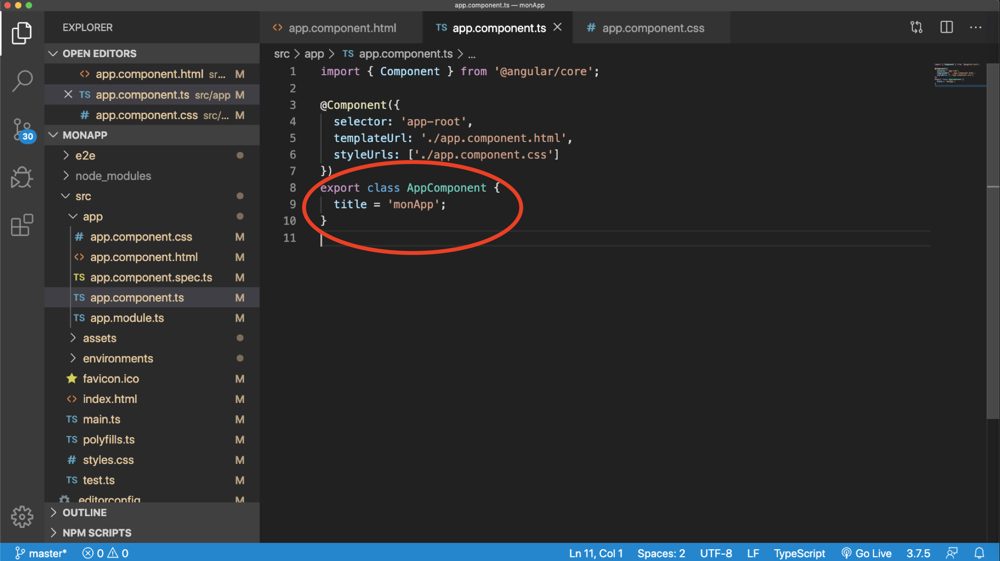 app.component.ts — monApp
EXPLORER
OPEN EDITORS
<> app.component.html sr... M
TS app.component.ts src/app M
# app.component.css src/... M
30
MONAPP
e2e
node_modules
src
app
# app.component.css M
<> app.component.html M
TS app.component.spec.ts M
TS app.component.ts M
TS app.module.ts M
assets
environments
favicon.ico M
<> index.html M
TS main.ts M
TS polyfills.ts M
# styles.css M
TS test.ts M
.editorconfig M
OUTLINE
NPM SCRIPTS
<> app.component.html TS app.component.ts # app.component.css
src > app > TS app.component.ts > ...
1 import { Component } from '@angular/core';
2
3 @Component({
4 selector: 'app-root',
5 templateUrl: './app.component.html',
6 styleUrls: ['./app.component.css']
7 })
8 export class AppComponent {
9 title = 'monApp';
10 }
11
master* 0 0 Ln 11, Col 1 Spaces: 2 UTF-8 LF TypeScript Go Live 3.7.5